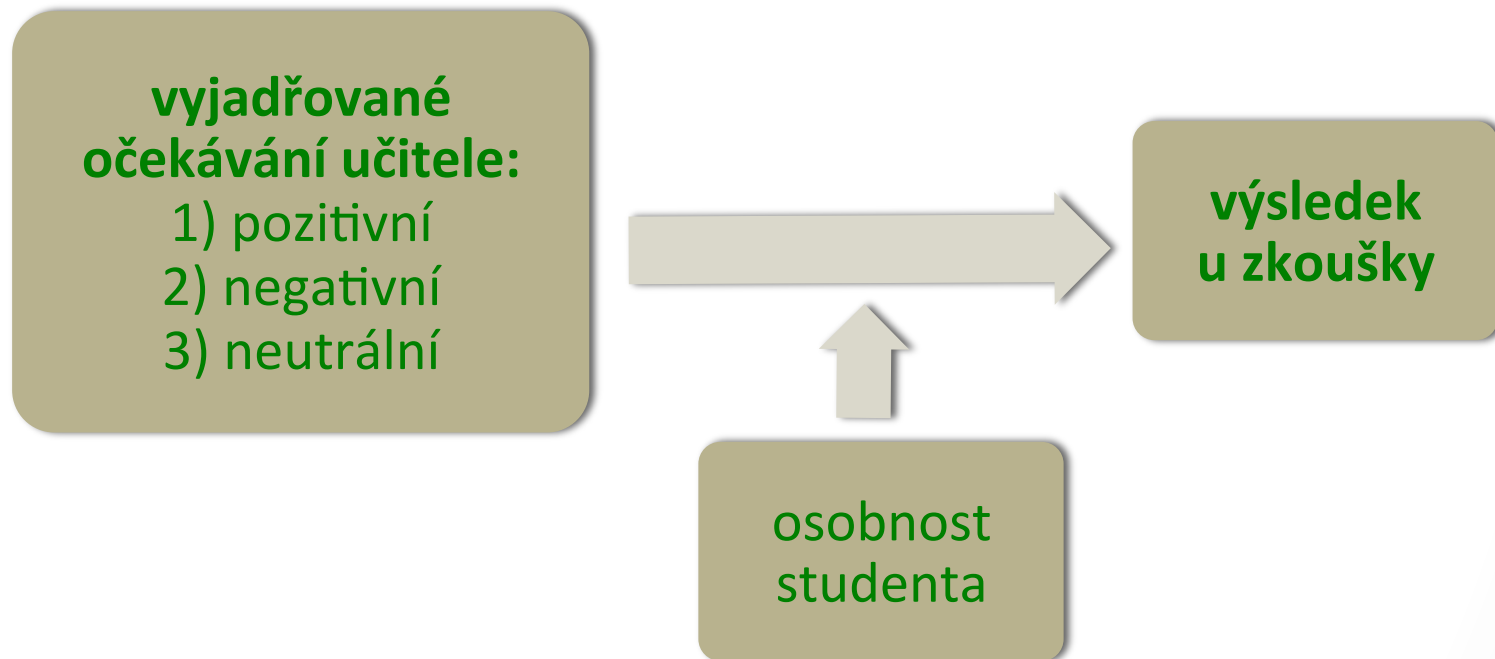 vyjadřované
očekávání učitele:
1) pozitivní
2) negativní
3) neutrální
výsledek
u zkoušky
osobnost
studenta